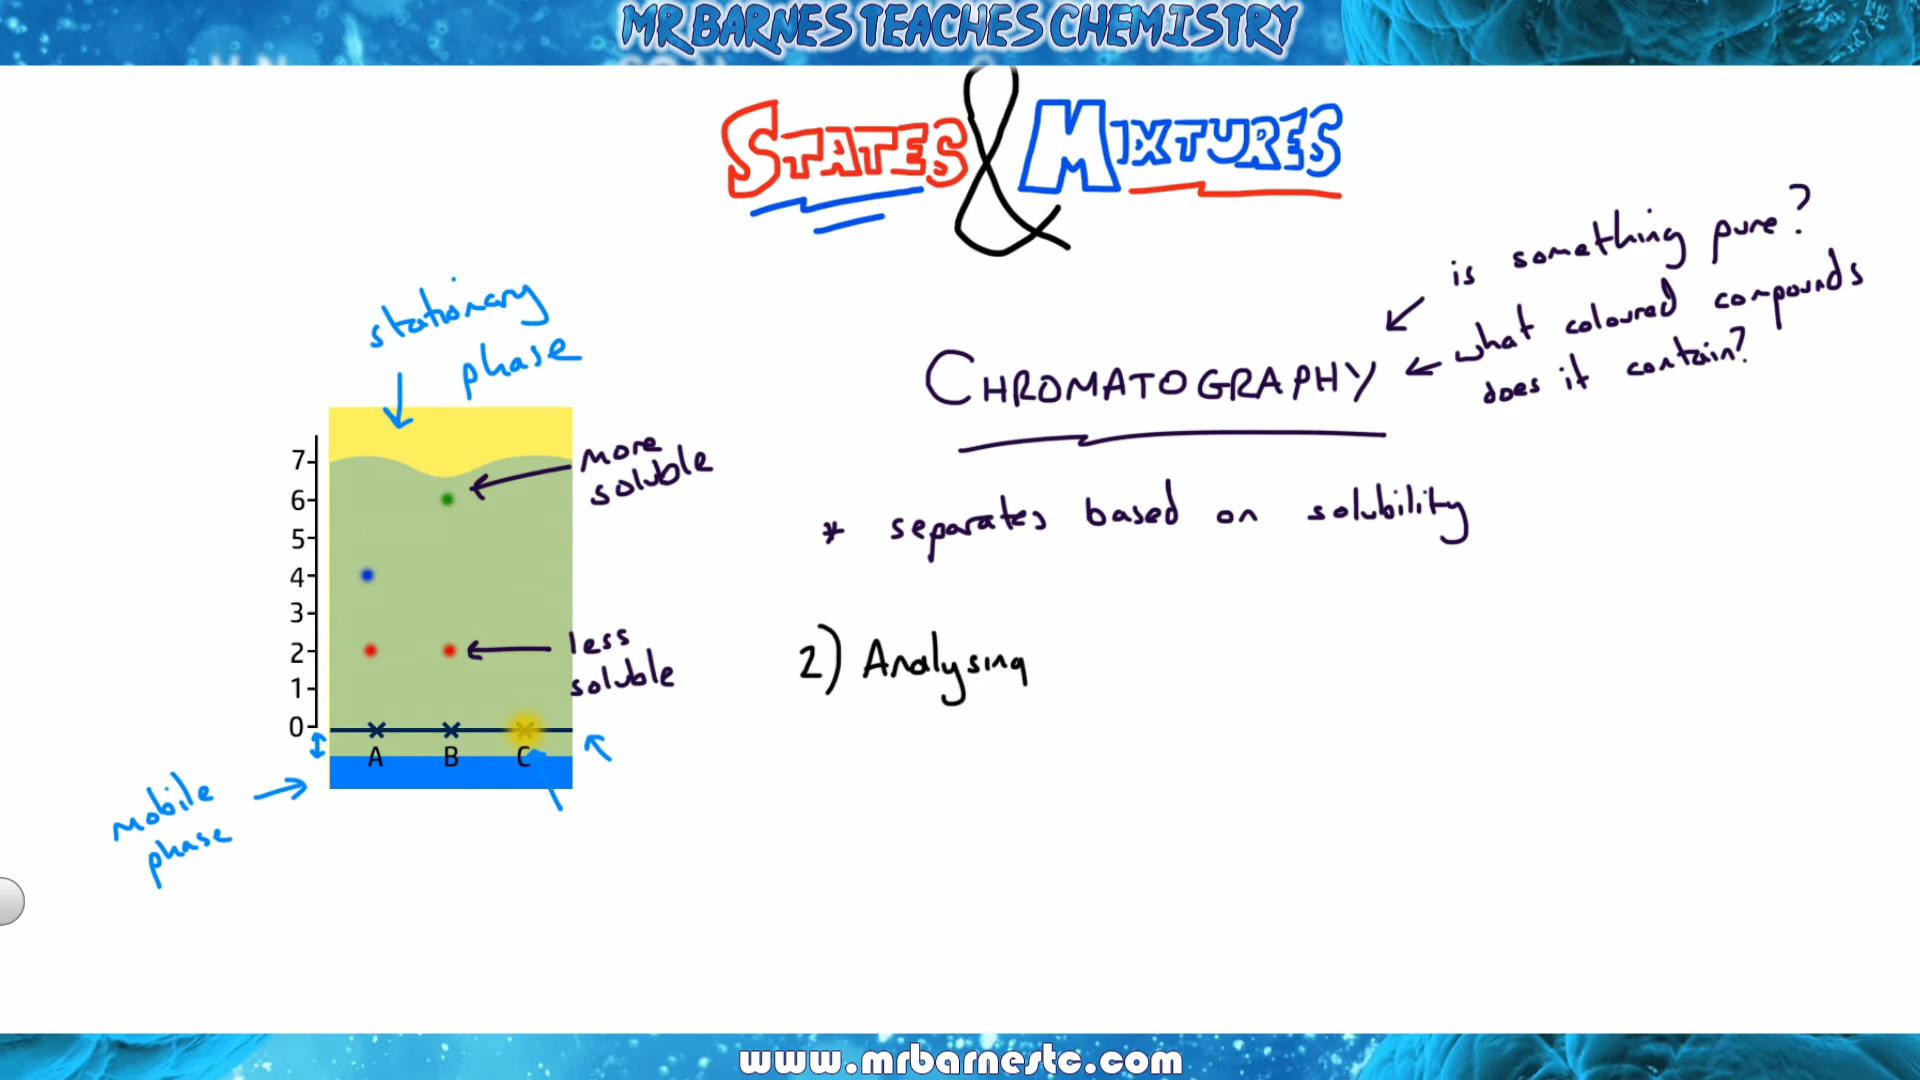 MR BARNES TEACHES CHEMISTRY
STATES & MIXTURES
is something pure?
what coloured compounds
does it contain?
CHROMATOGRAPHY
* separates based on solubility
2) Analysing
stationary
phase
more
soluble
less
soluble
7
6
5
4
3
2
1
0
A B C
mobile
phase
www.mrbarnestc.com